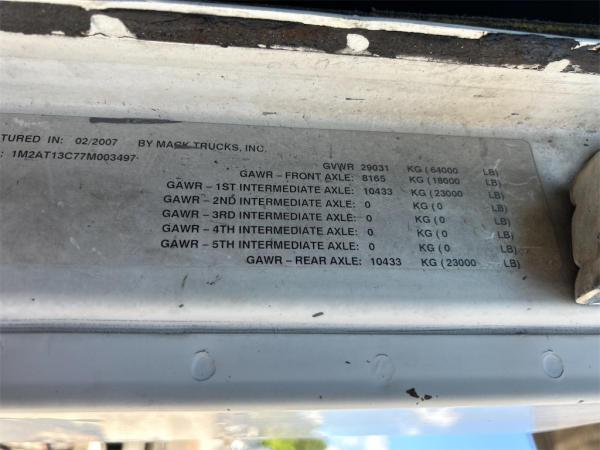 TURED IN: 02/2007 BY MACK TRUCKS, INC.
: 1M2AT13C77M003497
GVWR 29031 KG ( 64000 LB)
GAWR – FRONT AXLE: 8165 KG ( 18000 LB)
GAWR – 1ST INTERMEDIATE AXLE: 10433 KG ( 23000 LB)
GAWR – 2ND INTERMEDIATE AXLE: 0 KG ( 0 LB)
GAWR – 3RD INTERMEDIATE AXLE: 0 KG ( 0 LB)
GAWR – 4TH INTERMEDIATE AXLE: 0 KG ( 0 LB)
GAWR – 5TH INTERMEDIATE AXLE: 0 KG ( 0 LB)
GAWR – REAR AXLE: 10433 KG ( 23000 LB)